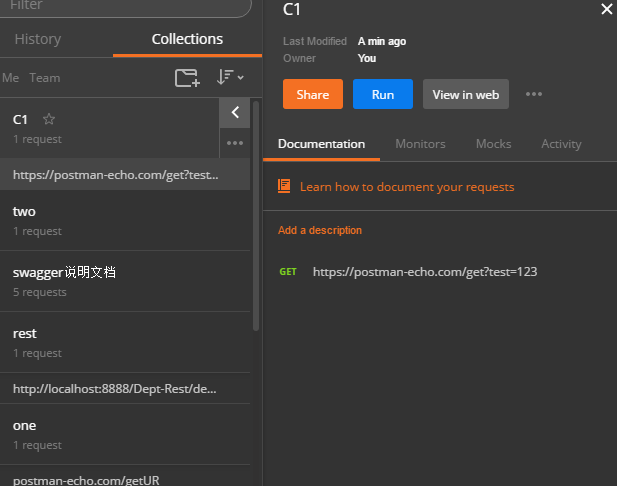 Filter
History
Collections
Me
Team
C1
1 request
https://postman-echo.com/get?test...
two
1 request
swagger说明文档
5 requests
rest
1 request
http://localhost:8888/Dept-Rest/de...
one
1 request
postman-echo.com/getUR
C1
Last Modified A min ago
Owner You
Share
Run
View in web
Documentation
Monitors
Mocks
Activity
Learn how to document your requests
Add a description
GET https://postman-echo.com/get?test=123